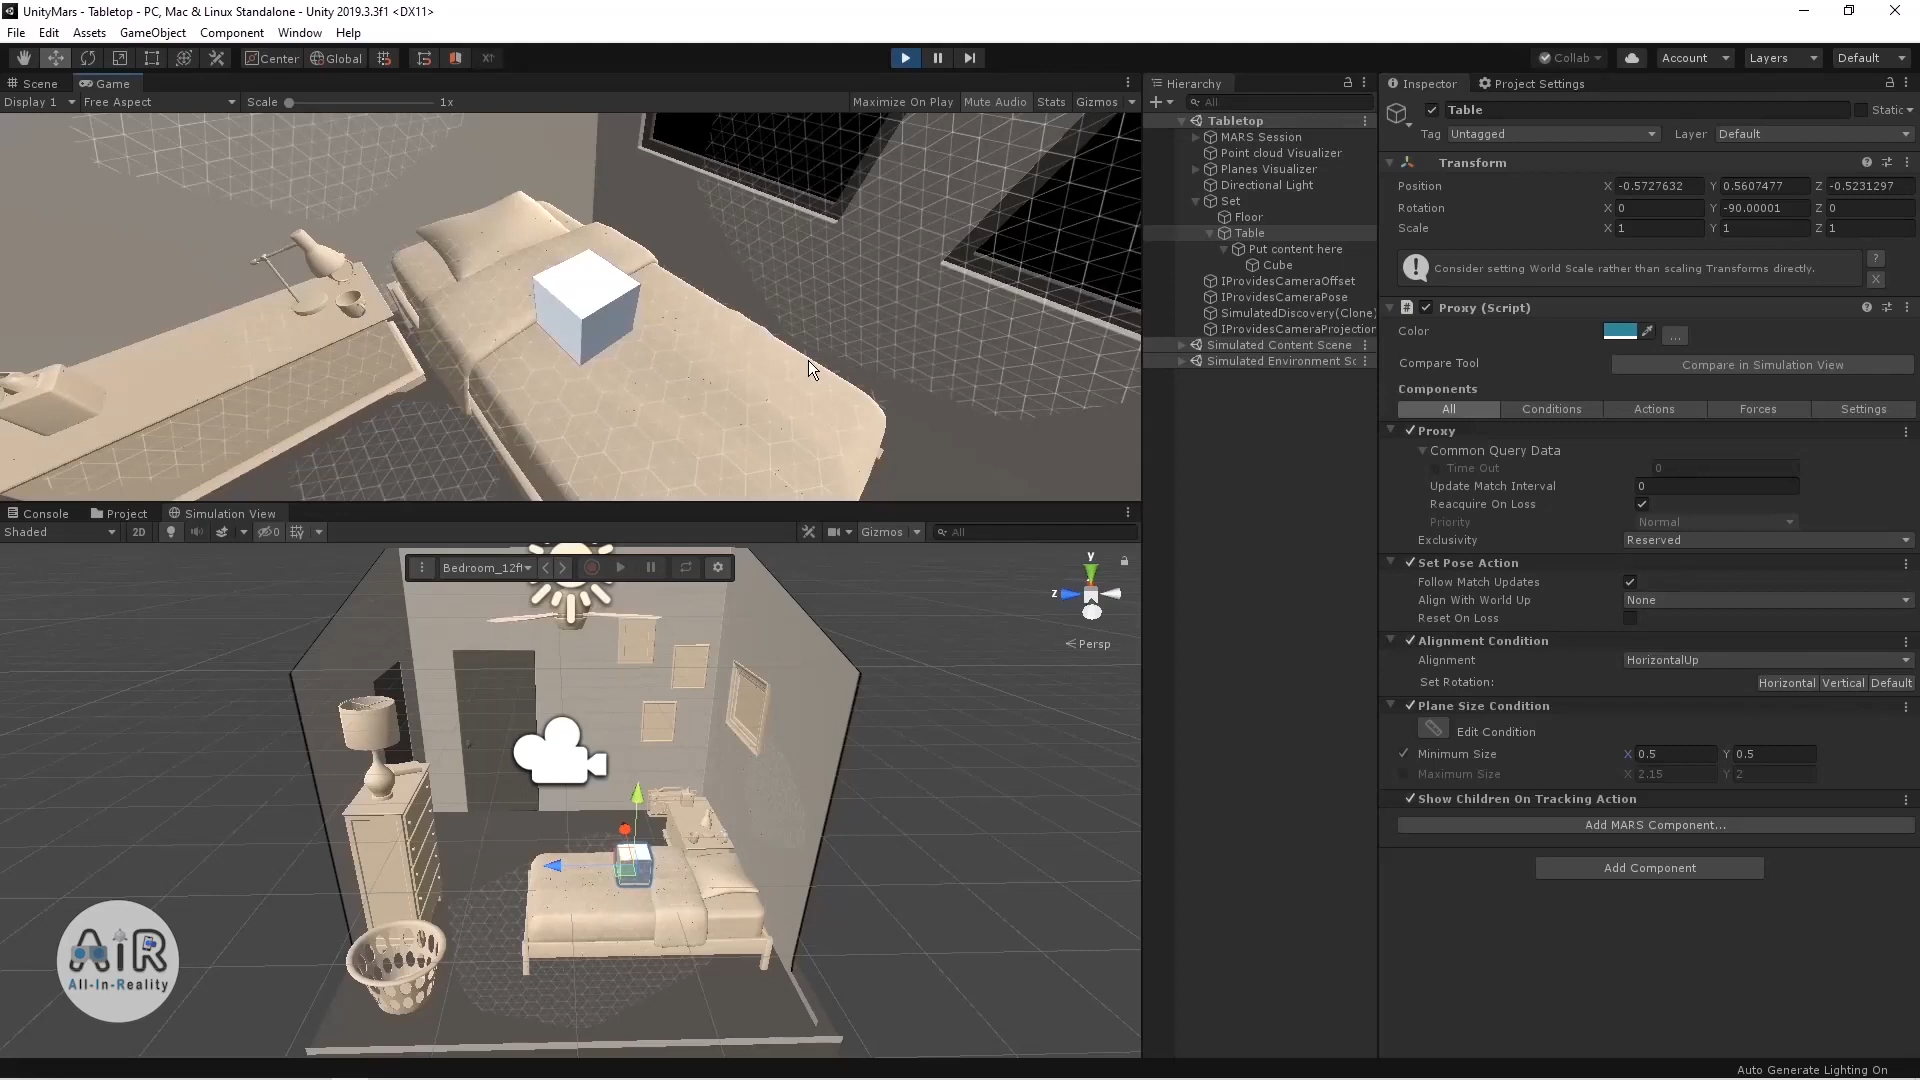 UnityMars - Tabletop - PC, Mac & Linux Standalone - Unity 2019.3.3f1 <DX11>
File Edit Assets GameObject Component Window Help
Center Global Collab Account Layers Default
Scene Game
Display 1 Free Aspect Scale 1x Maximize On Play Mute Audio Stats Gizmos
Console Project Simulation View
Shaded 2D 0 Gizmos All
Bedroom_12ft
y
z
Persp
AiR
All-In-Reality
Hierarchy
All
Tabletop
MARS Session
Point cloud Visualizer
Planes Visualizer
Directional Light
Set
Floor
Table
Put content here
Cube
IProvidesCameraOffset
IProvidesCameraPose
SimulatedDiscovery(Clone)
IProvidesCameraProjection
Simulated Content Scene
Simulated Environment Sc
Inspector Project Settings
Table Static
Tag Untagged Layer Default
Transform
Position X -0.5727632 Y 0.5607477 Z -0.5231297
Rotation X 0 Y -90.00001 Z 0
Scale X 1 Y 1 Z 1
Consider setting World Scale rather than scaling Transforms directly. ?
X
Proxy (Script)
Color ...
Compare Tool Compare in Simulation View
Components
All Conditions Actions Forces Settings
Proxy
Common Query Data
Time Out 0
Update Match Interval 0
Reacquire On Loss
Priority Normal
Exclusivity Reserved
Set Pose Action
Follow Match Updates
Align With World Up None
Reset On Loss
Alignment Condition
Alignment HorizontalUp
Set Rotation: Horizontal Vertical Default
Plane Size Condition
Edit Condition
Minimum Size X 0.5 Y 0.5
Maximum Size X 2.15 Y 2
Show Children On Tracking Action
Add MARS Component...
Add Component
Auto Generate Lighting On